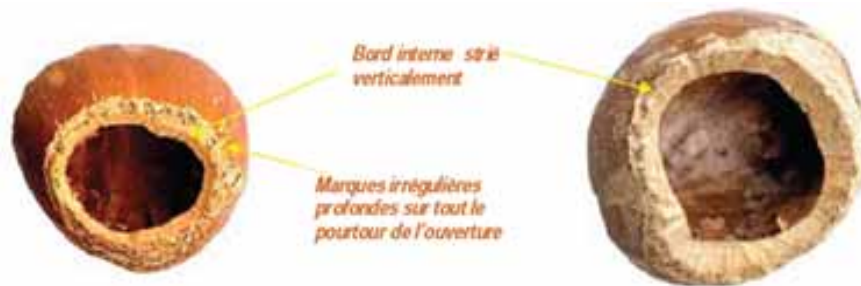 Bord interne strié
verticalement
Marques irrégulières
profondes sur tout le
pourtour de l'ouverture